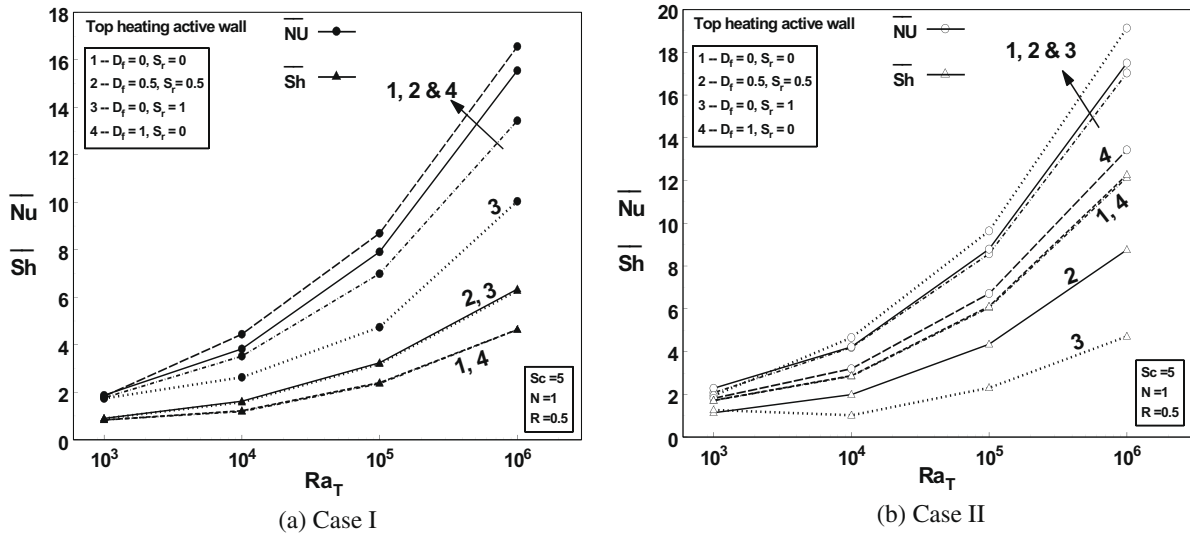 Top heating active wall
NU
Sh
1 -- D_f = 0, S_r = 0
2 -- D_f = 0.5, S_r= 0.5
3 -- D_f = 0, S_r = 1
4 -- D_f = 1, S_r = 0
1, 2 & 4
3
2, 3
1, 4
Sc =5
N =1
R =0.5
18
16
14
12
10
8
6
4
2
0
Nu
Sh
10^3
10^4
10^5
10^6
Ra_T
(a) Case I
Top heating active wall
NU
Sh
1 -- D_f = 0, S_r = 0
2 -- D_f = 0.5, S_r = 0.5
3 -- D_f = 0, S_r = 1
4 -- D_f = 1, S_r = 0
1, 2 & 3
4
1, 4
2
3
Sc =5
N =1
R =0.5
20
18
16
14
12
10
8
6
4
2
0
Nu
Sh
10^3
10^4
10^5
10^6
Ra_T
(b) Case II